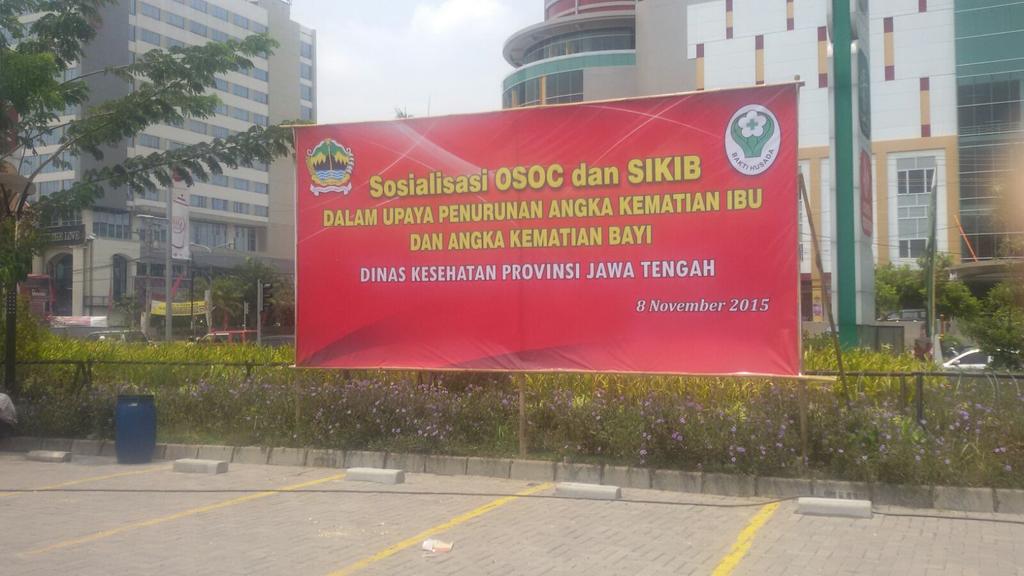 Sosialisasi OSOC dan SIKIB
DALAM UPAYA PENURUNAN ANGKA KEMATIAN IBU
DAN ANGKA KEMATIAN BAYI
DINAS KESEHATAN PROVINSI JAWA TENGAH
8 November 2015
BAKTI HUSADA